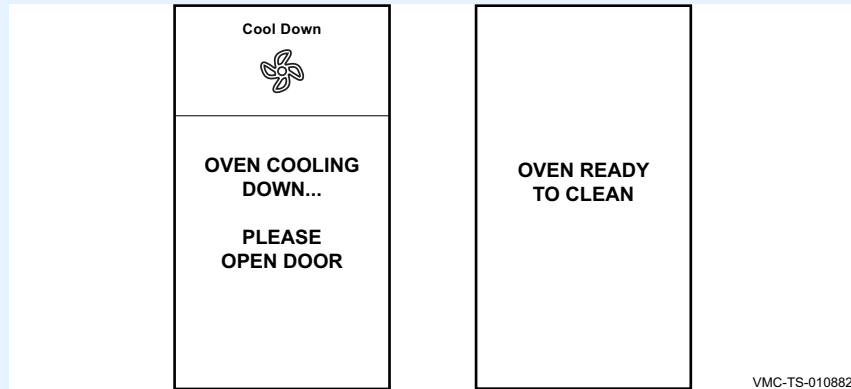 Cool Down
OVEN COOLING
DOWN...
PLEASE
OPEN DOOR
OVEN READY
TO CLEAN
VMC-TS-010882